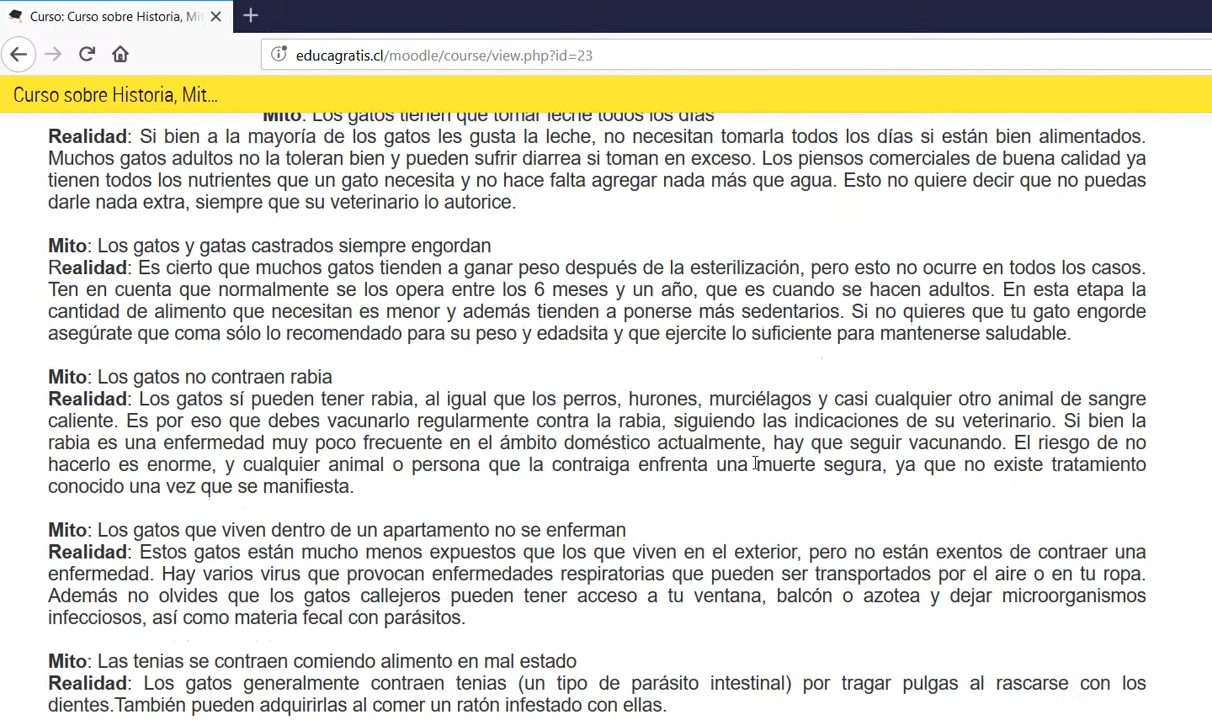 Curso: Curso sobre Historia, Mit
educagratis.cl/moodle/course/view.php?id=23
Curso sobre Historia, Mit...
Mito: Los gatos tienen que tomar leche todos los días
Realidad: Si bien a la mayoría de los gatos les gusta la leche, no necesitan tomarla todos los días si están bien alimentados.
Muchos gatos adultos no la toleran bien y pueden sufrir diarrea si toman en exceso. Los piensos comerciales de buena calidad ya
tienen todos los nutrientes que un gato necesita y no hace falta agregar nada más que agua. Esto no quiere decir que no puedas
darle nada extra, siempre que su veterinario lo autorice.
Mito: Los gatos y gatas castrados siempre engordan
Realidad: Es cierto que muchos gatos tienden a ganar peso después de la esterilización, pero esto no ocurre en todos los casos.
Ten en cuenta que normalmente se los opera entre los 6 meses y un año, que es cuando se hacen adultos. En esta etapa la
cantidad de alimento que necesitan es menor y además tienden a ponerse más sedentarios. Si no quieres que tu gato engorde
asegúrate que coma sólo lo recomendado para su peso y edadsita y que ejercite lo suficiente para mantenerse saludable.
Mito: Los gatos no contraen rabia
Realidad: Los gatos sí pueden tener rabia, al igual que los perros, hurones, murciélagos y casi cualquier otro animal de sangre
caliente. Es por eso que debes vacunarlo regularmente contra la rabia, siguiendo las indicaciones de su veterinario. Si bien la
rabia es una enfermedad muy poco frecuente en el ámbito doméstico actualmente, hay que seguir vacunando. El riesgo de no
hacerlo es enorme, y cualquier animal o persona que la contraiga enfrenta una muerte segura, ya que no existe tratamiento
conocido una vez que se manifiesta.
Mito: Los gatos que viven dentro de un apartamento no se enferman
Realidad: Estos gatos están mucho menos expuestos que los que viven en el exterior, pero no están exentos de contraer una
enfermedad. Hay varios virus que provocan enfermedades respiratorias que pueden ser transportados por el aire o en tu ropa.
Además no olvides que los gatos callejeros pueden tener acceso a tu ventana, balcón o azotea y dejar microorganismos
infecciosos, así como materia fecal con parásitos.
Mito: Las tenias se contraen comiendo alimento en mal estado
Realidad: Los gatos generalmente contraen tenias (un tipo de parásito intestinal) por tragar pulgas al rascarse con los
dientes.También pueden adquirirlas al comer un ratón infestado con ellas.